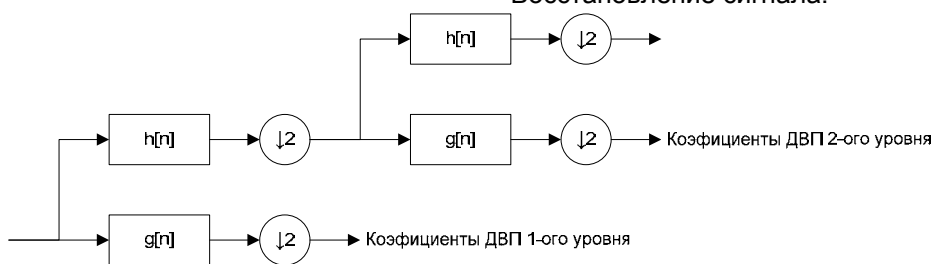 Восстановление сигнала.
h[n]
↓2
h[n]
↓2
g[n]
↓2
Коэфициенты ДВП 2-ого уровня
g[n]
↓2
Коэфициенты ДВП 1-ого уровня